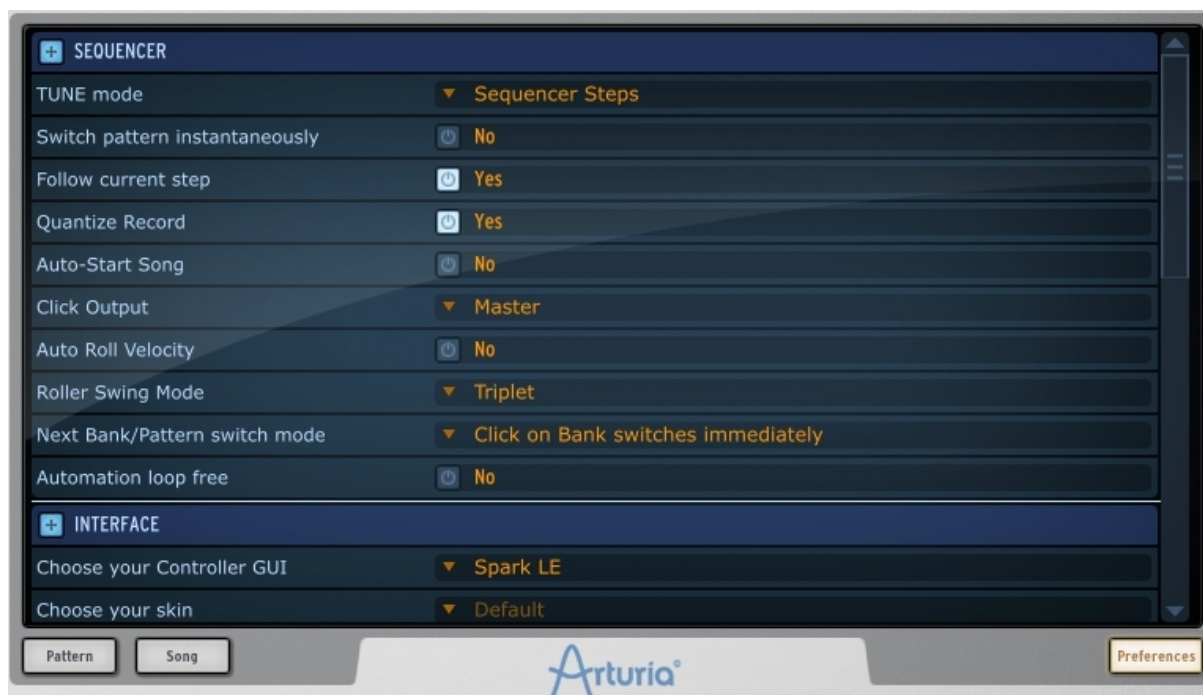 SEQUENCER
TUNE mode Sequencer Steps
Switch pattern instantaneously No
Follow current step Yes
Quantize Record Yes
Auto-Start Song No
Click Output Master
Auto Roll Velocity No
Roller Swing Mode Triplet
Next Bank/Pattern switch mode Click on Bank switches immediately
Automation loop free No
INTERFACE
Choose your Controller GUI Spark LE
Choose your skin Default
Pattern Song Arturia® Preferences